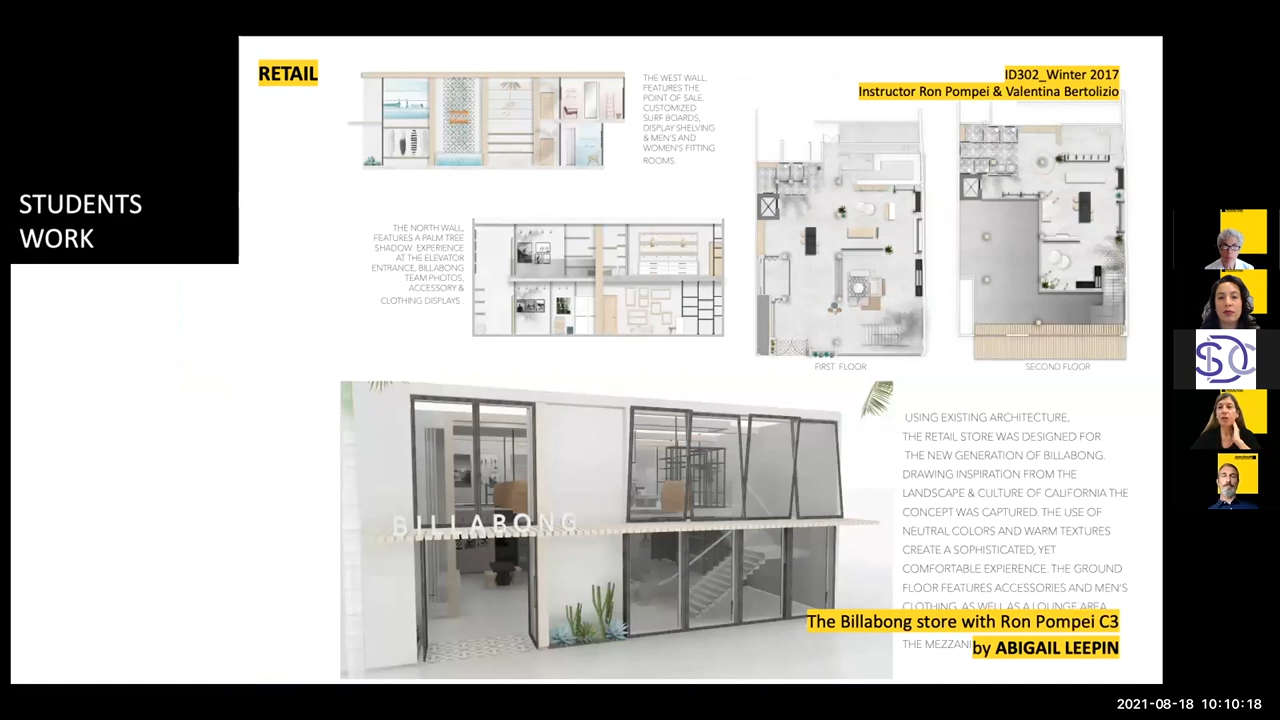 RETAIL
ID302_Winter 2017
Instructor Ron Pompei & Valentina Bertolizio
STUDENTS
WORK
THE WEST WALL,
FEATURES THE
POINT OF SALE,
CUSTOMIZED
SURF BOARDS,
DISPLAY SHELVING
& MEN'S AND
WOMEN'S FITTING
ROOMS.
THE NORTH WALL,
FEATURES A PALM TREE
SHADOW EXPERIENCE
AT THE ELEVATOR
ENTRANCE, BILLABONG
TEAM PHOTOS,
ACCESSORY &
CLOTHING DISPLAYS.
FIRST FLOOR
SECOND FLOOR
BILLABONG
USING EXISTING ARCHITECTURE,
THE RETAIL STORE WAS DESIGNED FOR
THE NEW GENERATION OF BILLABONG.
DRAWING INSPIRATION FROM THE
LANDSCAPE & CULTURE OF CALIFORNIA THE
CONCEPT WAS CAPTURED. THE USE OF
NEUTRAL COLORS AND WARM TEXTURES
CREATE A SOPHISTICATED, YET
COMFORTABLE EXPIERENCE. THE GROUND
FLOOR FEATURES ACCESSORIES AND MEN'S
CLOTHING, AS WELL AS A LOUNGE AREA
The Billabong store with Ron Pompei C3
THE MEZZANI
by ABIGAIL LEEPIN
SDC
2021-08-18 10:10:18